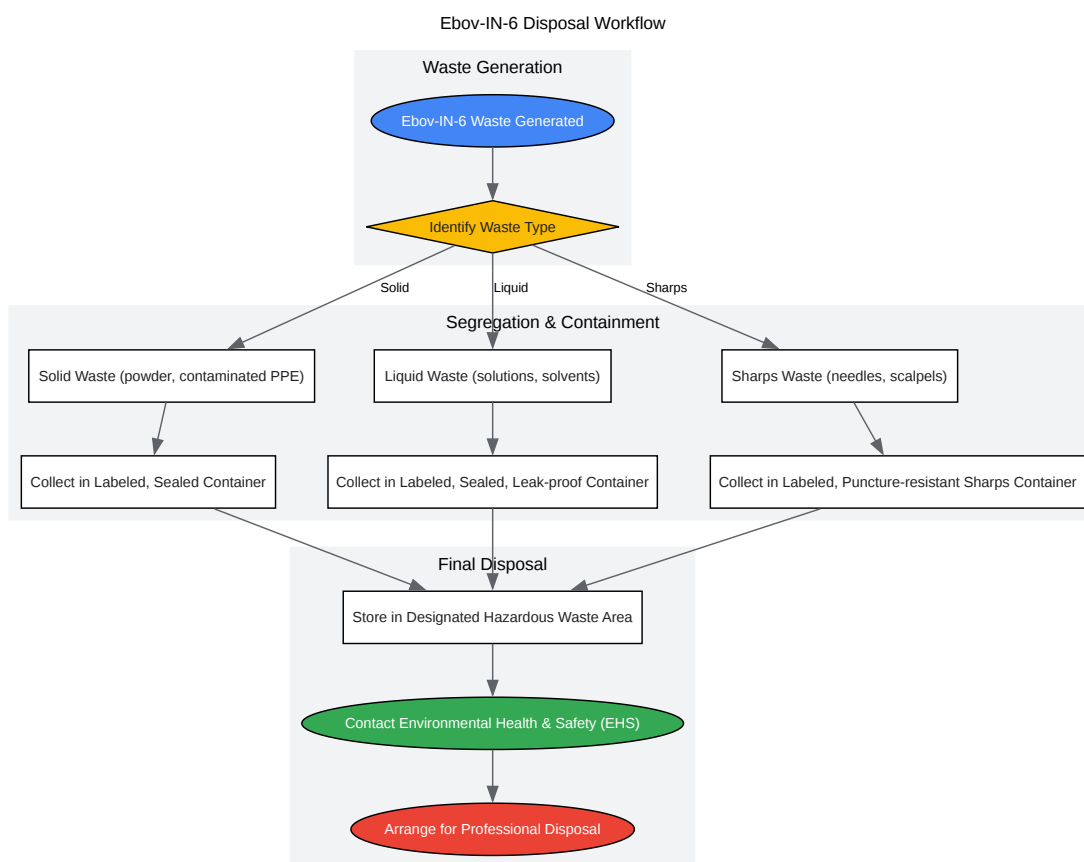 Ebov-IN-6 Disposal Workflow
Waste Generation
Ebov-IN-6 Waste Generated
Identify Waste Type
Solid
Liquid
Sharps
Segregation & Containment
Solid Waste (powder, contaminated PPE)
Liquid Waste (solutions, solvents)
Sharps Waste (needles, scalpels)
Collect in Labeled, Sealed Container
Collect in Labeled, Sealed, Leak-proof Container
Collect in Labeled, Puncture-resistant Sharps Container
Final Disposal
Store in Designated Hazardous Waste Area
Contact Environmental Health & Safety (EHS)
Arrange for Professional Disposal